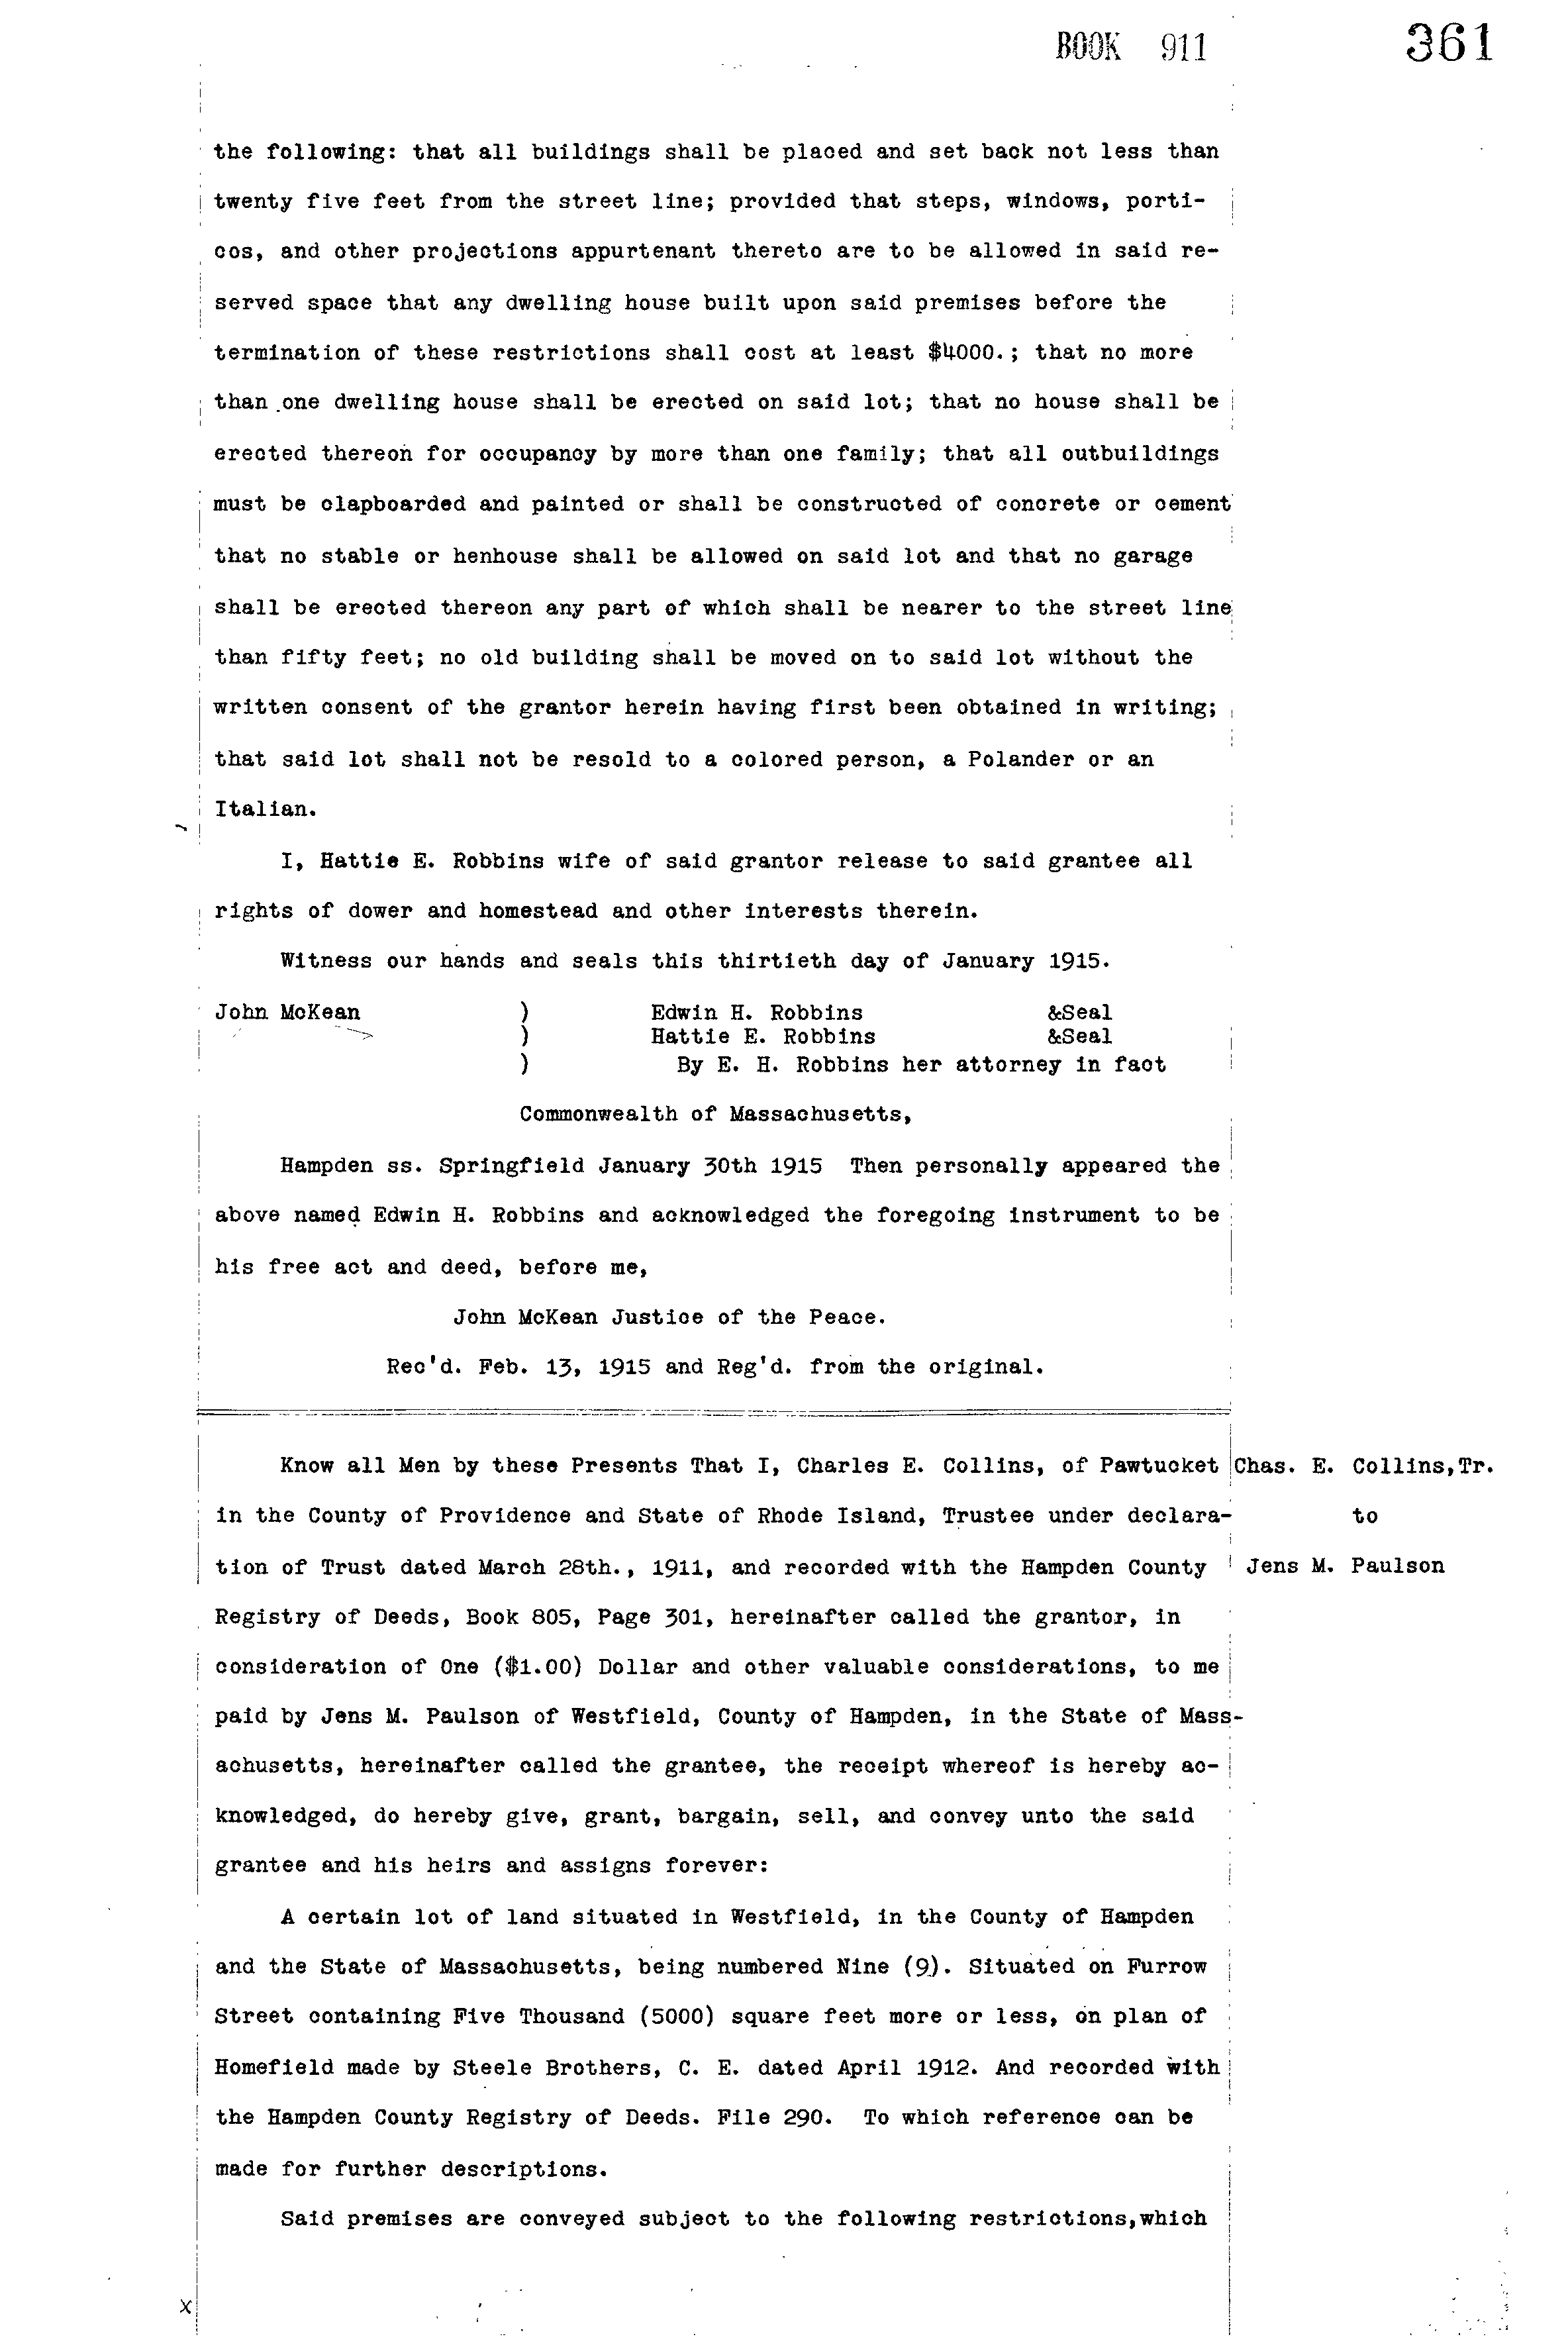 BOOK 911 361
the following: that all buildings shall be placed and set back not less than
twenty five feet from the street line; provided that steps, windows, porti-
cos, and other projections appurtenant thereto are to be allowed in said re-
served space that any dwelling house built upon said premises before the
termination of these restrictions shall cost at least $4000.; that no more
than one dwelling house shall be erected on said lot; that no house shall be
erected thereon for occupancy by more than one family; that all outbuildings
must be clapboarded and painted or shall be constructed of concrete or cement
that no stable or henhouse shall be allowed on said lot and that no garage
shall be erected thereon any part of which shall be nearer to the street line
than fifty feet; no old building shall be moved on to said lot without the
written consent of the grantor herein having first been obtained in writing;
that said lot shall not be resold to a colored person, a Polander or an
Italian.
I, Hattie E. Robbins wife of said grantor release to said grantee all
rights of dower and homestead and other interests therein.
Witness our hands and seals this thirtieth day of January 1915.
John McKean ) Edwin H. Robbins &Seal
) Hattie E. Robbins &Seal
) By E. H. Robbins her attorney in fact
Commonwealth of Massachusetts,
Hampden ss. Springfield January 30th 1915 Then personally appeared the
above named Edwin H. Robbins and acknowledged the foregoing instrument to be
his free act and deed, before me,
John McKean Justice of the Peace.
Rec'd. Feb. 13, 1915 and Reg'd. from the original.
Know all Men by these Presents That I, Charles E. Collins, of Pawtucket Chas. E. Collins,Tr.
in the County of Providence and State of Rhode Island, Trustee under declara- to
tion of Trust dated March 28th., 1911, and recorded with the Hampden County Jens M. Paulson
Registry of Deeds, Book 805, Page 301, hereinafter called the grantor, in
consideration of One ($1.00) Dollar and other valuable considerations, to me
paid by Jens M. Paulson of Westfield, County of Hampden, in the State of Mass-
achusetts, hereinafter called the grantee, the receipt whereof is hereby ac-
knowledged, do hereby give, grant, bargain, sell, and convey unto the said
grantee and his heirs and assigns forever:
A certain lot of land situated in Westfield, in the County of Hampden
and the State of Massachusetts, being numbered Nine (9). Situated on Furrow
Street containing Five Thousand (5000) square feet more or less, on plan of
Homefield made by Steele Brothers, C. E. dated April 1912. And recorded with
the Hampden County Registry of Deeds. File 290. To which reference can be
made for further descriptions.
Said premises are conveyed subject to the following restrictions,which
x